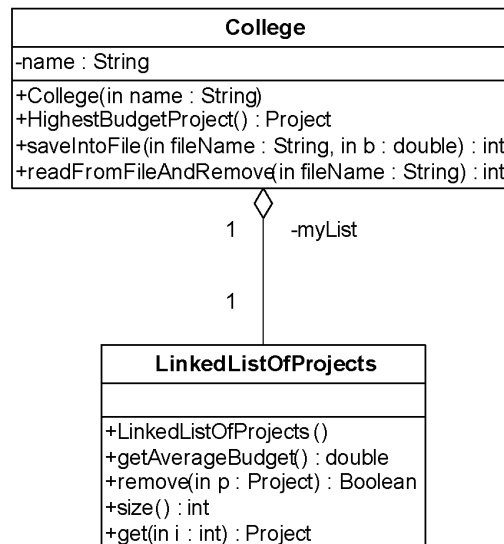 College
-name : String
+College(in name : String)
+HighestBudgetProject() : Project
+saveIntoFile(in fileName : String, in b : double) : int
+readFromFileAndRemove(in fileName : String) : int
1 -myList
1
LinkedListOfProjects
+LinkedListOfProjects()
+getAverageBudget() : double
+remove(in p : Project) : Boolean
+size() : int
+get(in i : int) : Project